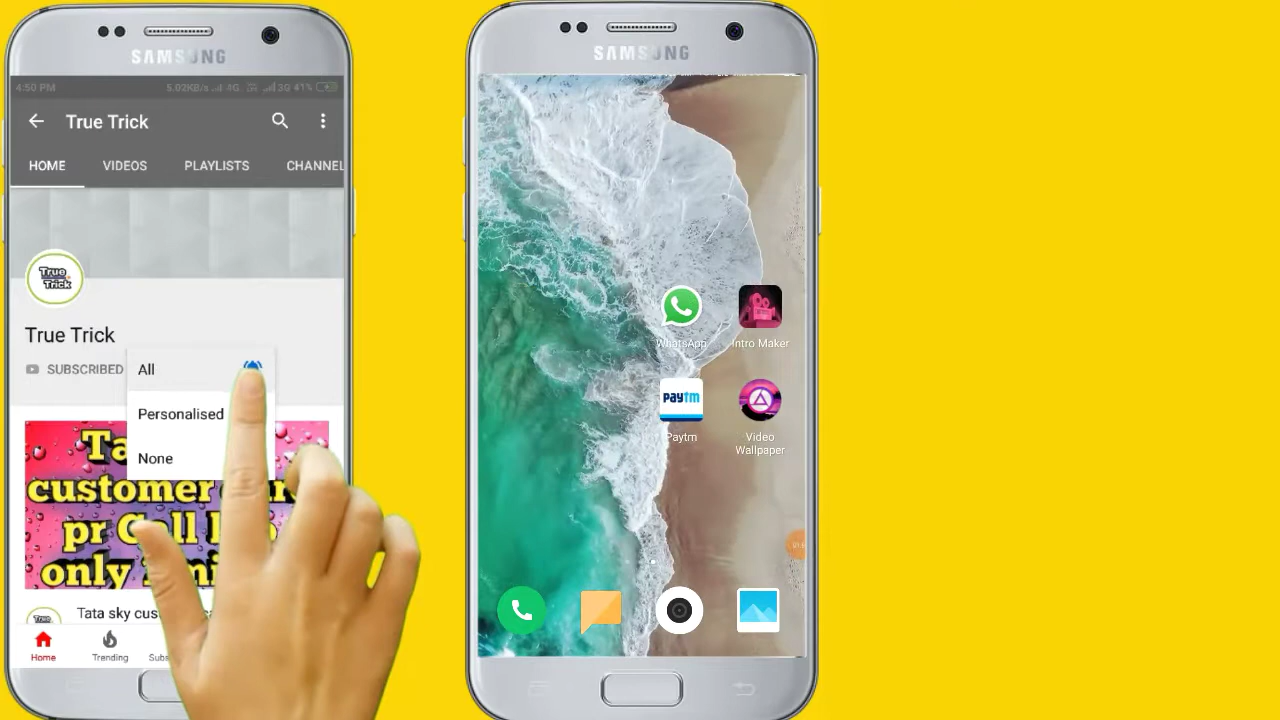 SAMSUNG
4:50 PM
5.02KB/s 4G 3G 41%
True Trick
HOME VIDEOS PLAYLISTS CHANNEL
True Trick
True Trick
SUBSCRIBED
All
Personalised
None
Ta
customer
pr Call
only
Tata sky cus
Home Trending Subs
SAMSUNG
WhatsApp Intro Maker
Paytm
Paytm Video
Wallpaper